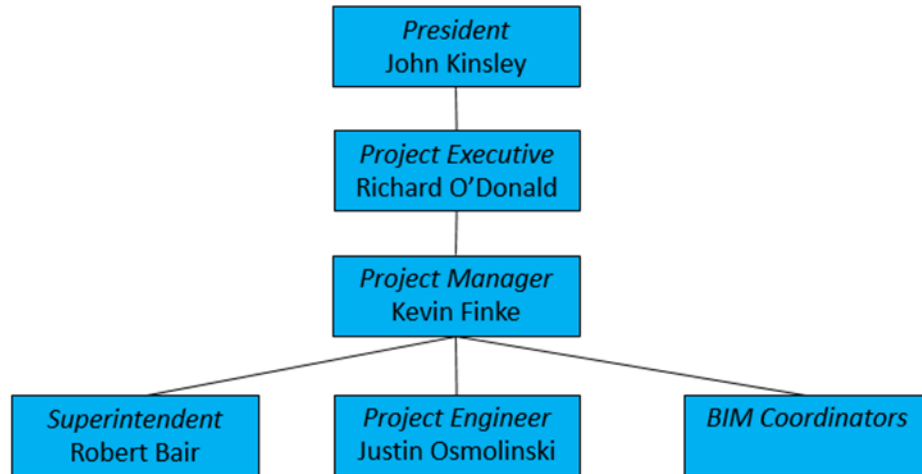 President
John Kinsley
Project Executive
Richard O’Donald
Project Manager
Kevin Finke
Superintendent
Robert Bair
Project Engineer
Justin Osmolinski
BIM Coordinators